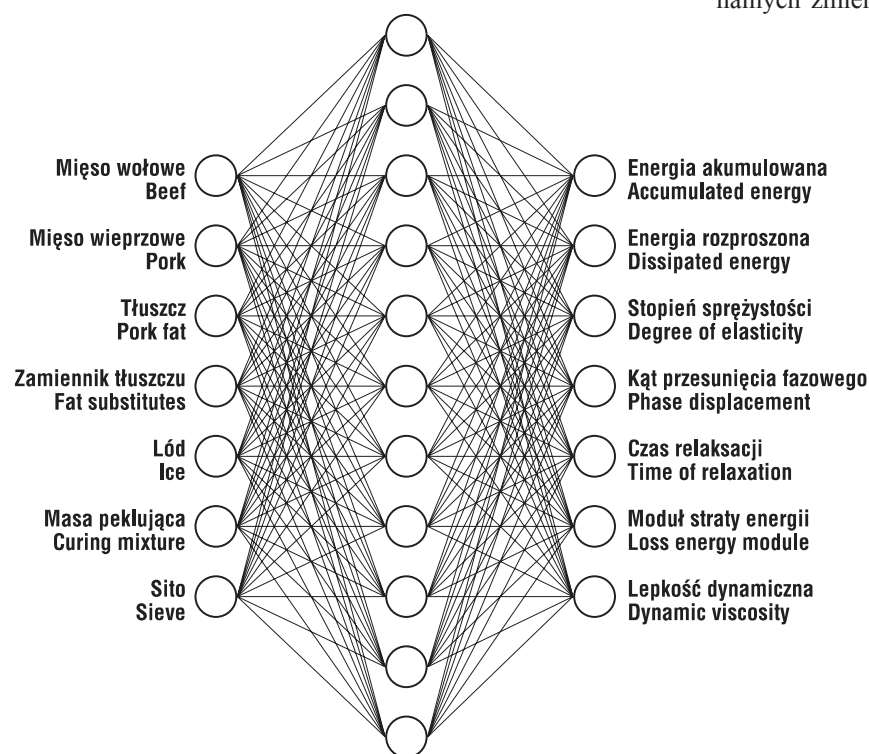 Mięso wołowe
Beef
Mięso wieprzowe
Pork
Tłuszcz
Pork fat
Zamiennik tłuszczu
Fat substitutes
Lód
Ice
Masa peklująca
Curing mixture
Sito
Sieve
Energia akumulowana
Accumulated energy
Energia rozproszona
Dissipated energy
Stopień sprężystości
Degree of elasticity
Kąt przesunięcia fazowego
Phase displacement
Czas relaksacji
Time of relaxation
Moduł straty energii
Loss energy module
Lepkość dynamiczna
Dynamic viscosity